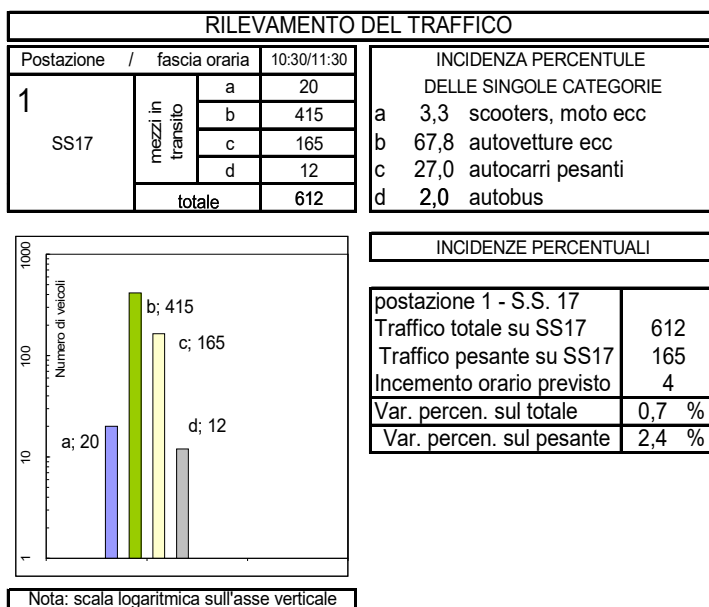 RILEVAMENTO DEL TRAFFICO
Postazione / fascia oraria 10:30/11:30
1
SS17
mezzi in transito
a 20
b 415
c 165
d 12
totale 612
INCIDENZA PERCENTULE
DELLE SINGOLE CATEGORIE
a 3,3 scooters, moto ecc
b 67,8 autovetture ecc
c 27,0 autocarri pesanti
d 2,0 autobus
1000
100
10
1
Numero di veicoli
a; 20
b; 415
c; 165
d; 12
Nota: scala logaritmica sull'asse verticale
INCIDENZE PERCENTUALI
postazione 1 - S.S. 17
Traffico totale su SS17 612
Traffico pesante su SS17 165
Incemento orario previsto 4
Var. percen. sul totale 0,7 %
Var. percen. sul pesante 2,4 %